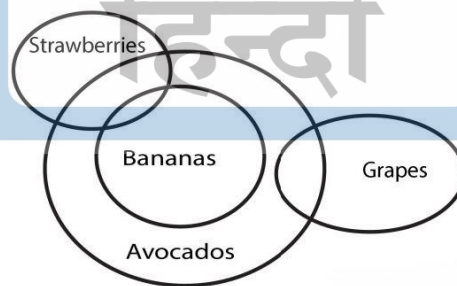 हिन्दी
Strawberries
Bananas
Grapes
Avocados